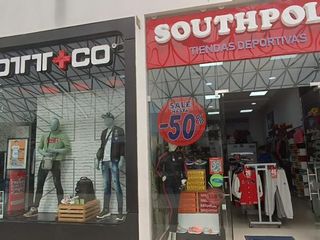 OTT+CO
SOUTHPOL
TIENDAS DEPORTIVAS
SALE
-50%